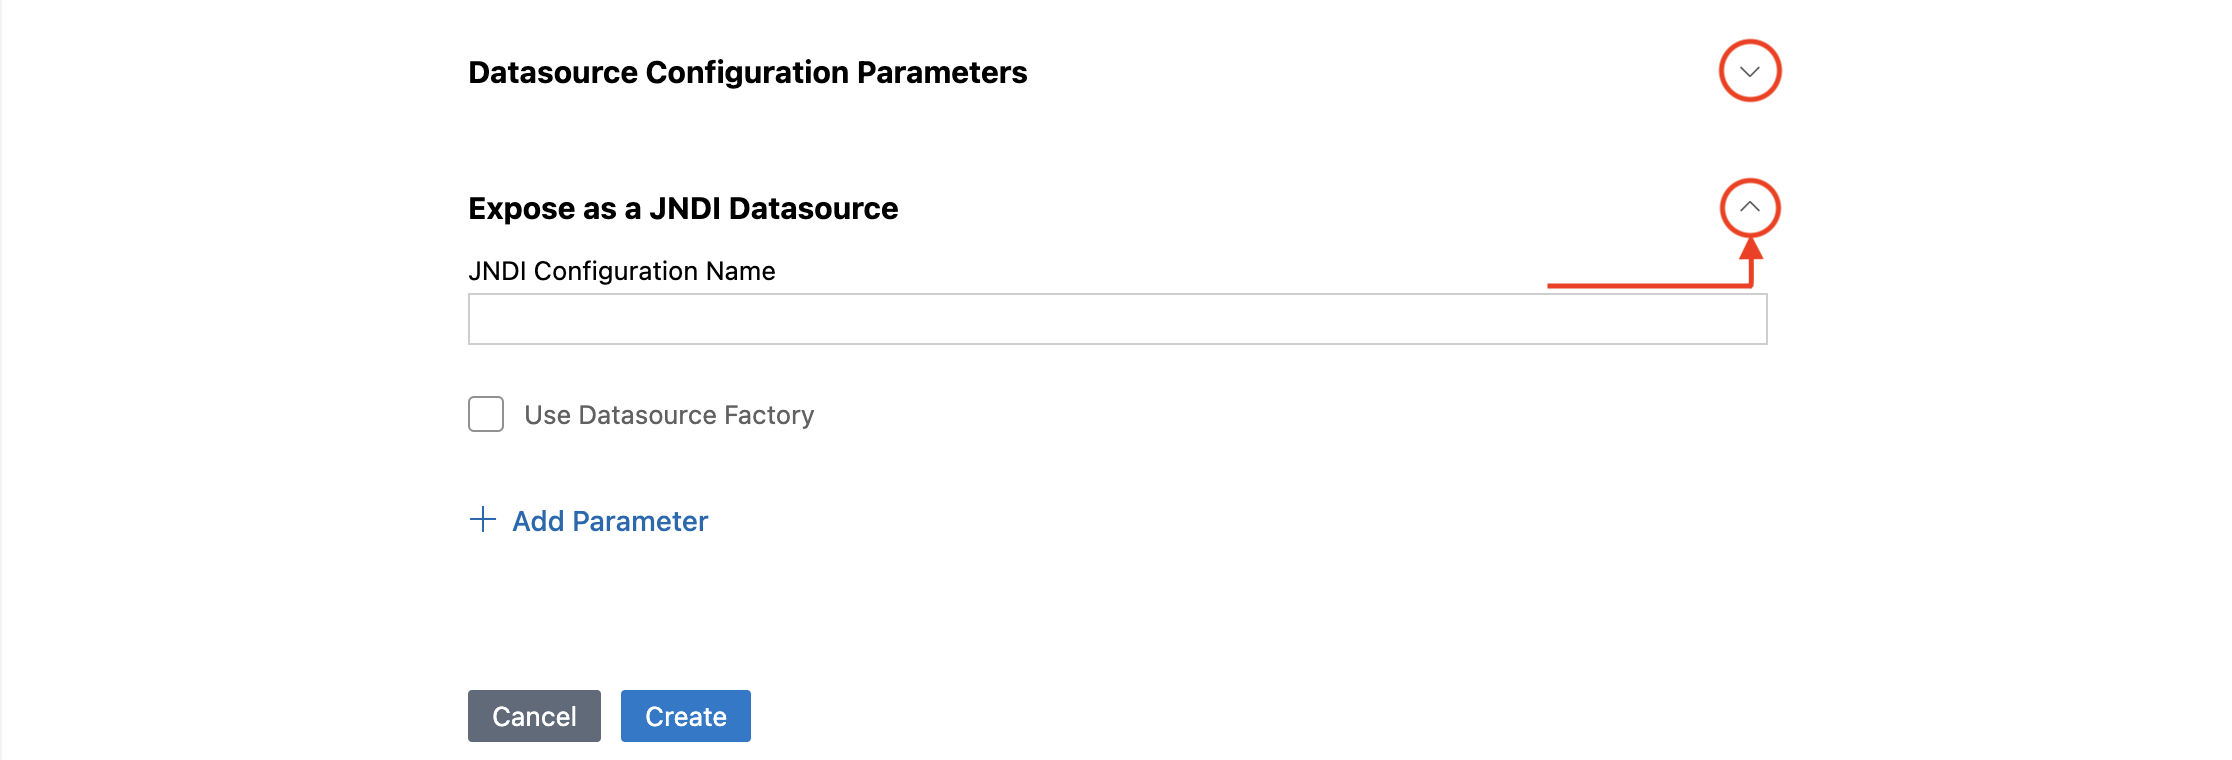 Datasource Configuration Parameters
Expose as a JNDI Datasource
JNDI Configuration Name
Use Datasource Factory
Add Parameter
Cancel Create